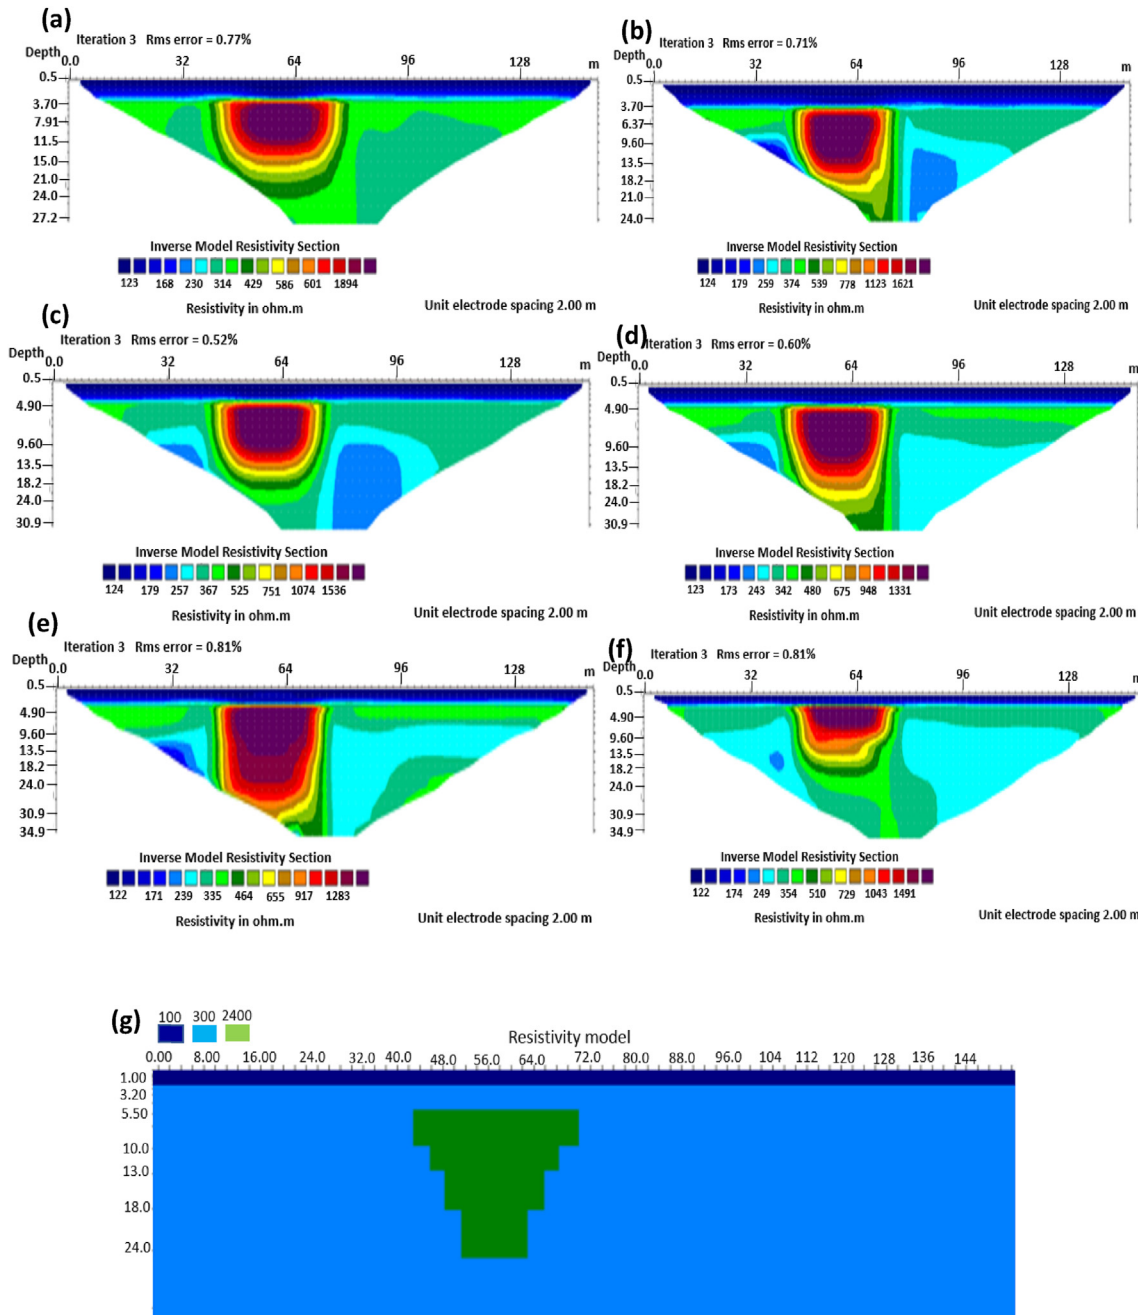 (a)
Iteration 3 Rms error = 0.77%
Depth 0.0 32 64 96 128 m
0.5
3.70
7.91
11.5
15.0
21.0
24.0
27.2
Inverse Model Resistivity Section
123 168 230 314 429 586 601 1894
Resistivity in ohm.m Unit electrode spacing 2.00 m
(b)
Iteration 3 Rms error = 0.71%
Depth 0.0 32 64 96 128 m
0.5
3.70
6.37
9.60
13.5
18.2
21.0
24.0
Inverse Model Resistivity Section
124 179 259 374 539 778 1123 1621
Resistivity in ohm.m Unit electrode spacing 2.00 m
(c)
Iteration 3 Rms error = 0.52%
Depth 0.0 32 64 96 128 m
0.5
4.90
9.60
13.5
18.2
24.0
30.9
Inverse Model Resistivity Section
124 179 257 367 525 751 1074 1536
Resistivity in ohm.m Unit electrode spacing 2.00 m
(d)
Iteration 3 Rms error = 0.60%
Depth 0.0 32 64 96 128 m
0.5
4.90
9.60
13.5
18.2
24.0
30.9
Inverse Model Resistivity Section
123 173 243 342 480 675 948 1331
Resistivity in ohm.m Unit electrode spacing 2.00 m
(e)
Iteration 3 Rms error = 0.81%
Depth 0.0 32 64 96 128 m
0.5
4.90
9.60
13.5
18.2
24.0
30.9
34.9
Inverse Model Resistivity Section
122 171 239 335 464 655 917 1283
Resistivity in ohm.m Unit electrode spacing 2.00 m
(f)
Iteration 3 Rms error = 0.81%
Depth 0.0 32 64 96 128 m
0.5
4.90
9.60
13.5
18.2
24.0
30.9
34.9
Inverse Model Resistivity Section
122 174 249 354 510 729 1043 1491
Resistivity in ohm.m Unit electrode spacing 2.00 m
(g)
100 300 2400
Resistivity model
0.00 8.00 16.00 24.0 32.0 40.0 48.0 56.0 64.0 72.0 80.0 88.0 96.0 104 112 120 128 136 144
1.00
3.20
5.50
10.0
13.0
18.0
24.0